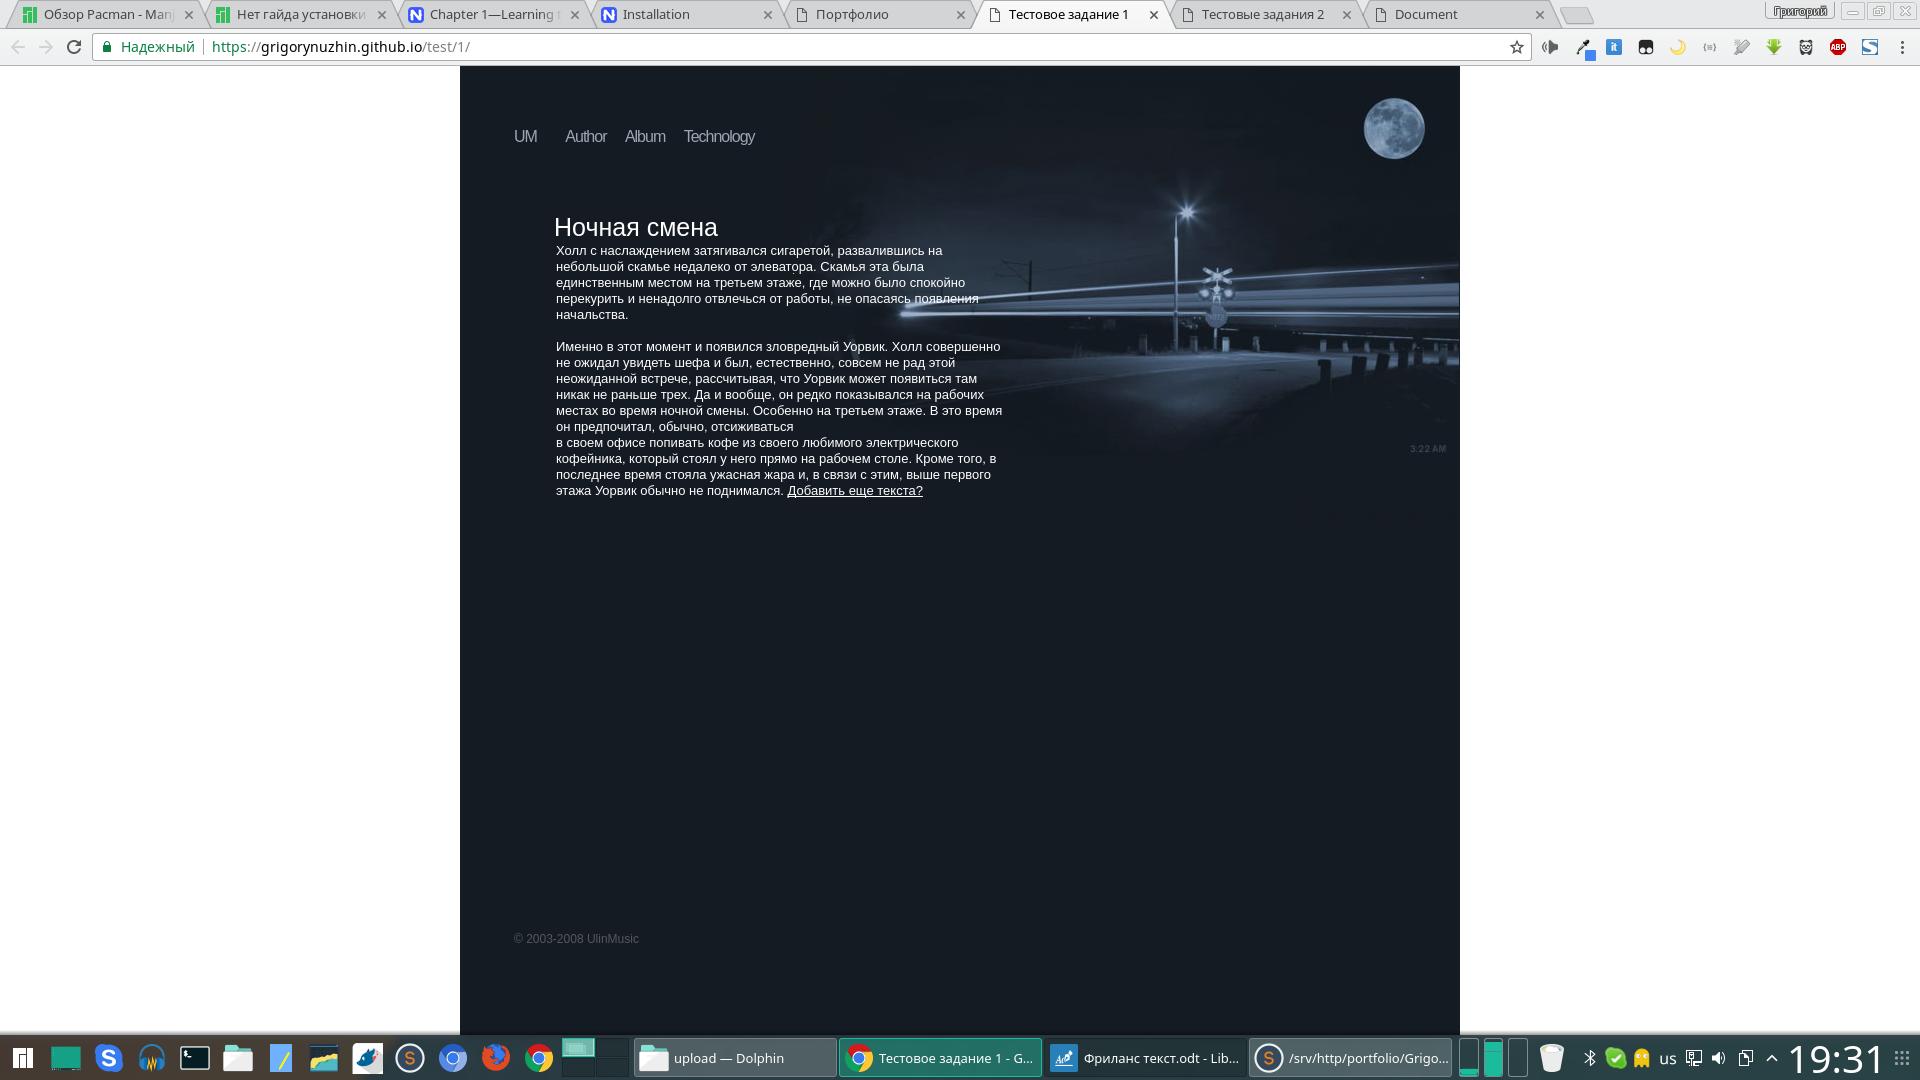 Обзор Pacman - Manj
Нет гайда установки
Chapter 1—Learning t
Installation
Портфолио
Тестовое задание 1
Тестовые задания 2
Document
Григорий
Надежный
https://grigorynuzhin.github.io/test/1/
UM Author Album Technology
Ночная смена
Холл с наслаждением затягивался сигаретой, развалившись на
небольшой скамье недалеко от элеватора. Скамья эта была
единственным местом на третьем этаже, где можно было спокойно
перекурить и ненадолго отвлечься от работы, не опасаясь появления
начальства.
Именно в этот момент и появился зловредный Уорвик. Холл совершенно
не ожидал увидеть шефа и был, естественно, совсем не рад этой
неожиданной встрече, рассчитывая, что Уорвик может появиться там
никак не раньше трех. Да и вообще, он редко показывался на рабочих
местах во время ночной смены. Особенно на третьем этаже. В это время
он предпочитал, обычно, отсиживаться
в своем офисе попивать кофе из своего любимого электрического
кофейника, который стоял у него прямо на рабочем столе. Кроме того, в
последнее время стояла ужасная жара и, в связи с этим, выше первого
этажа Уорвик обычно не поднимался. Добавить еще текста?
3:22 AM
© 2003-2008 UlinMusic
upload — Dolphin
Тестовое задание 1 - G...
Фриланс текст.odt - Lib...
/srv/http/portfolio/Grigo...
us
19:31